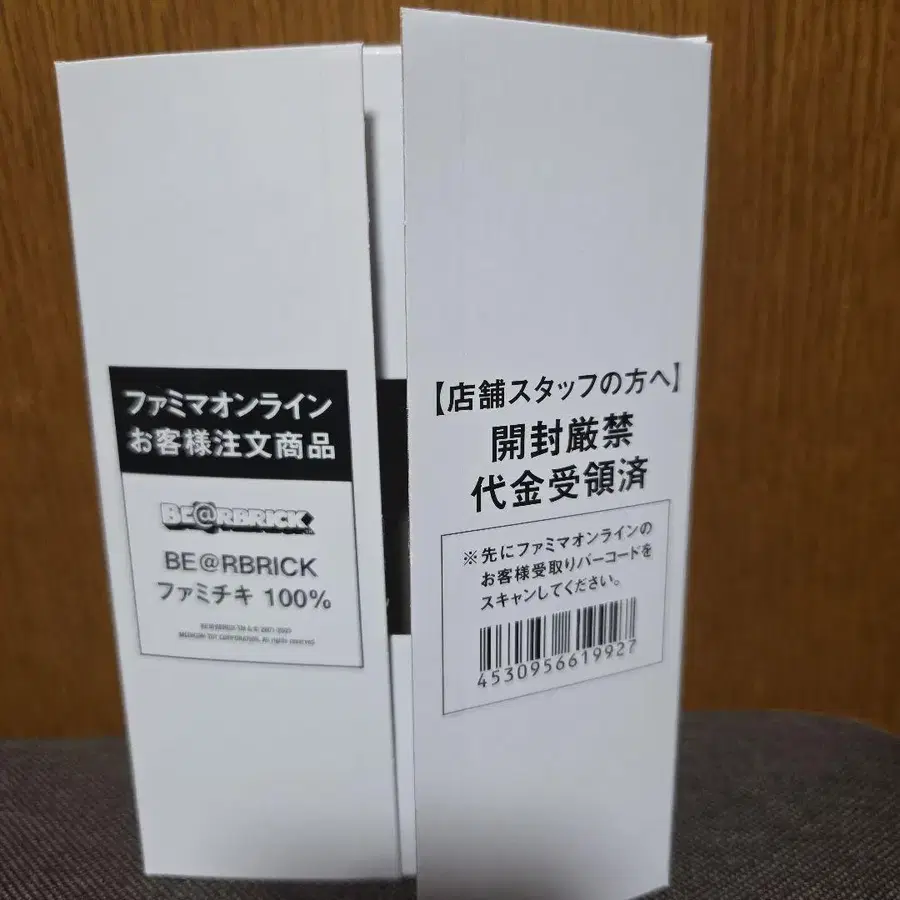 ファミマオンライン
お客様注文商品
BE@RBRICK
BE@RBRICK
ファミチキ 100%
【店舗スタッフの方へ】
開封厳禁
代金受領済
※先にファミマオンラインの
お客様受取りバーコードを
スキャンしてください。
4530956619927